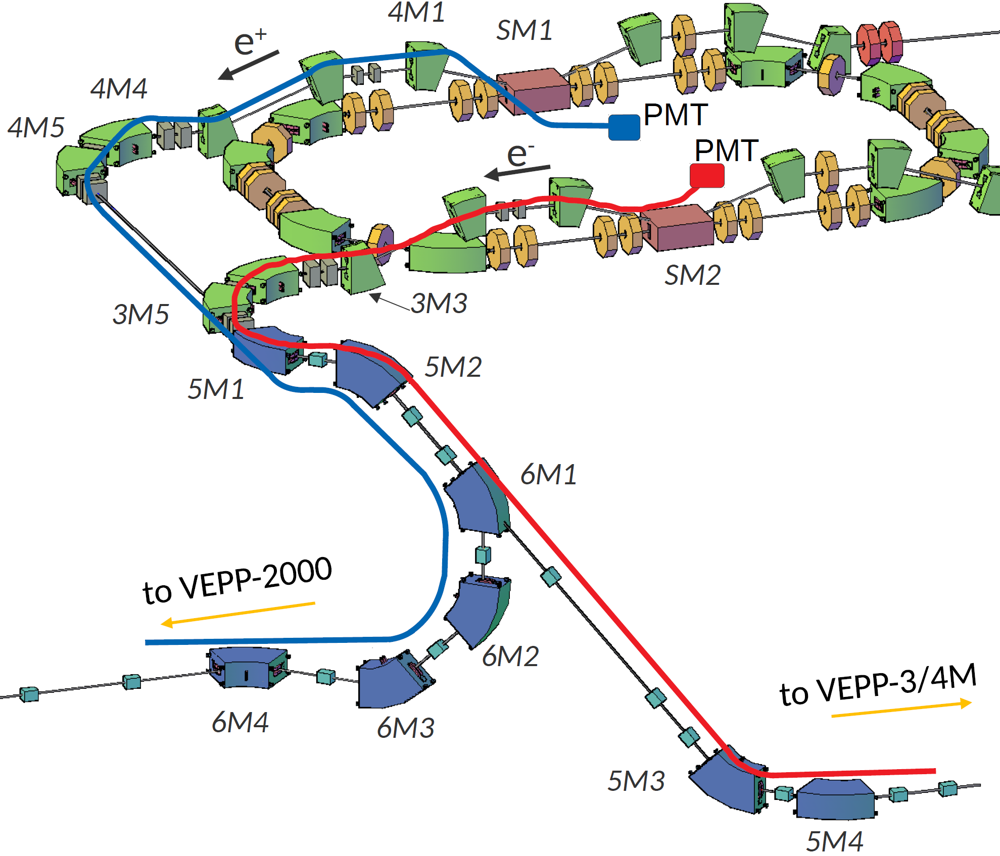 4M1
SM1
e+
4M4
4M5
PMT
PMT
e-
SM2
3M3
3M5
5M2
5M1
6M1
to VEPP-2000
6M2
to VEPP-3/4M
6M4
6M3
5M3
5M4